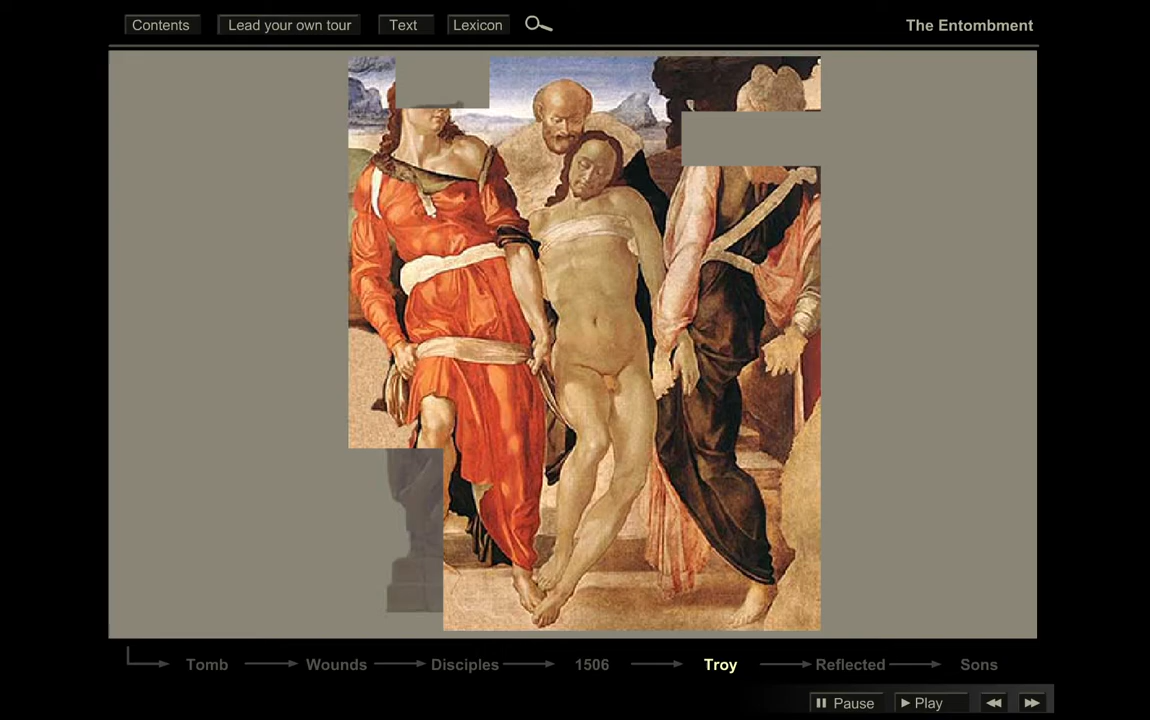 Contents Lead your own tour Text Lexicon The Entombment
Tomb Wounds Disciples 1506 Troy Reflected Sons
Pause Play